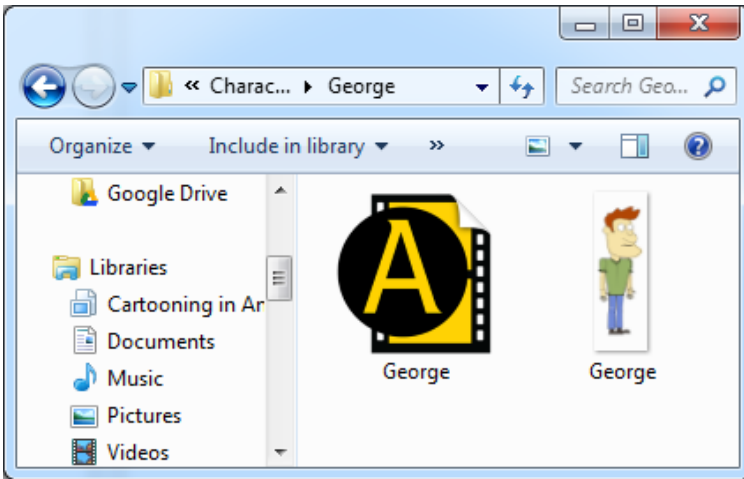 « Charac... ▸ George
Search Geo...
Organize ▾ Include in library ▾ »
Google Drive
Libraries
Cartooning in Ar
Documents
Music
Pictures
Videos
A
George
George